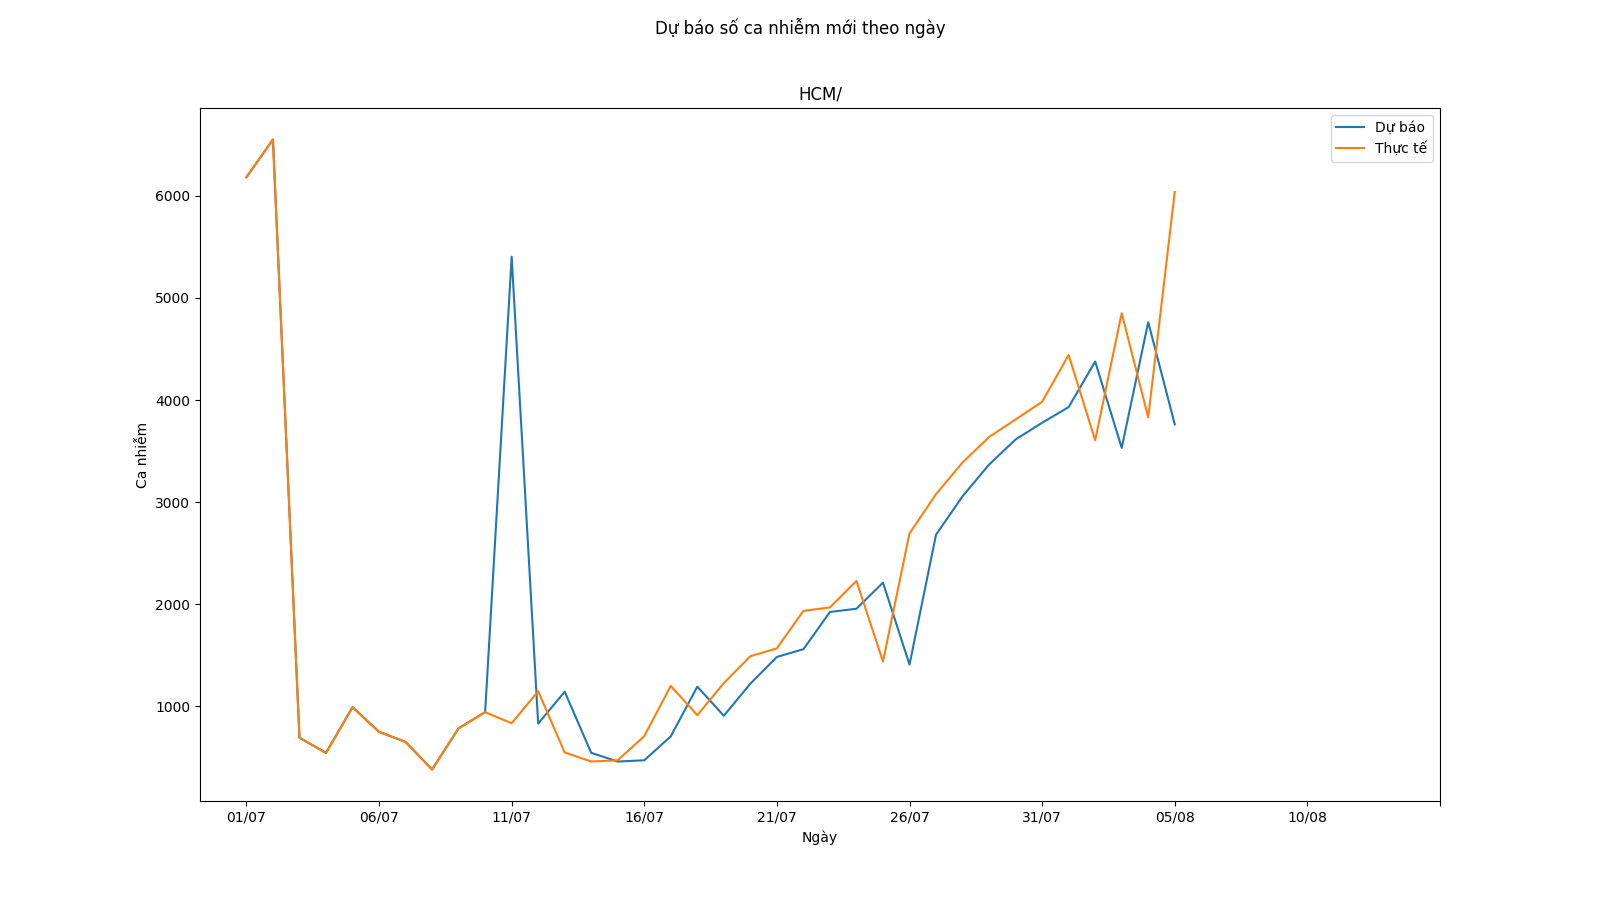 Dự báo số ca nhiễm mới theo ngày
HCM/
Dự báo
Thực tế
6000
5000
4000
3000
2000
1000
Ca nhiễm
01/07
06/07
11/07
16/07
21/07
26/07
31/07
05/08
10/08
Ngày